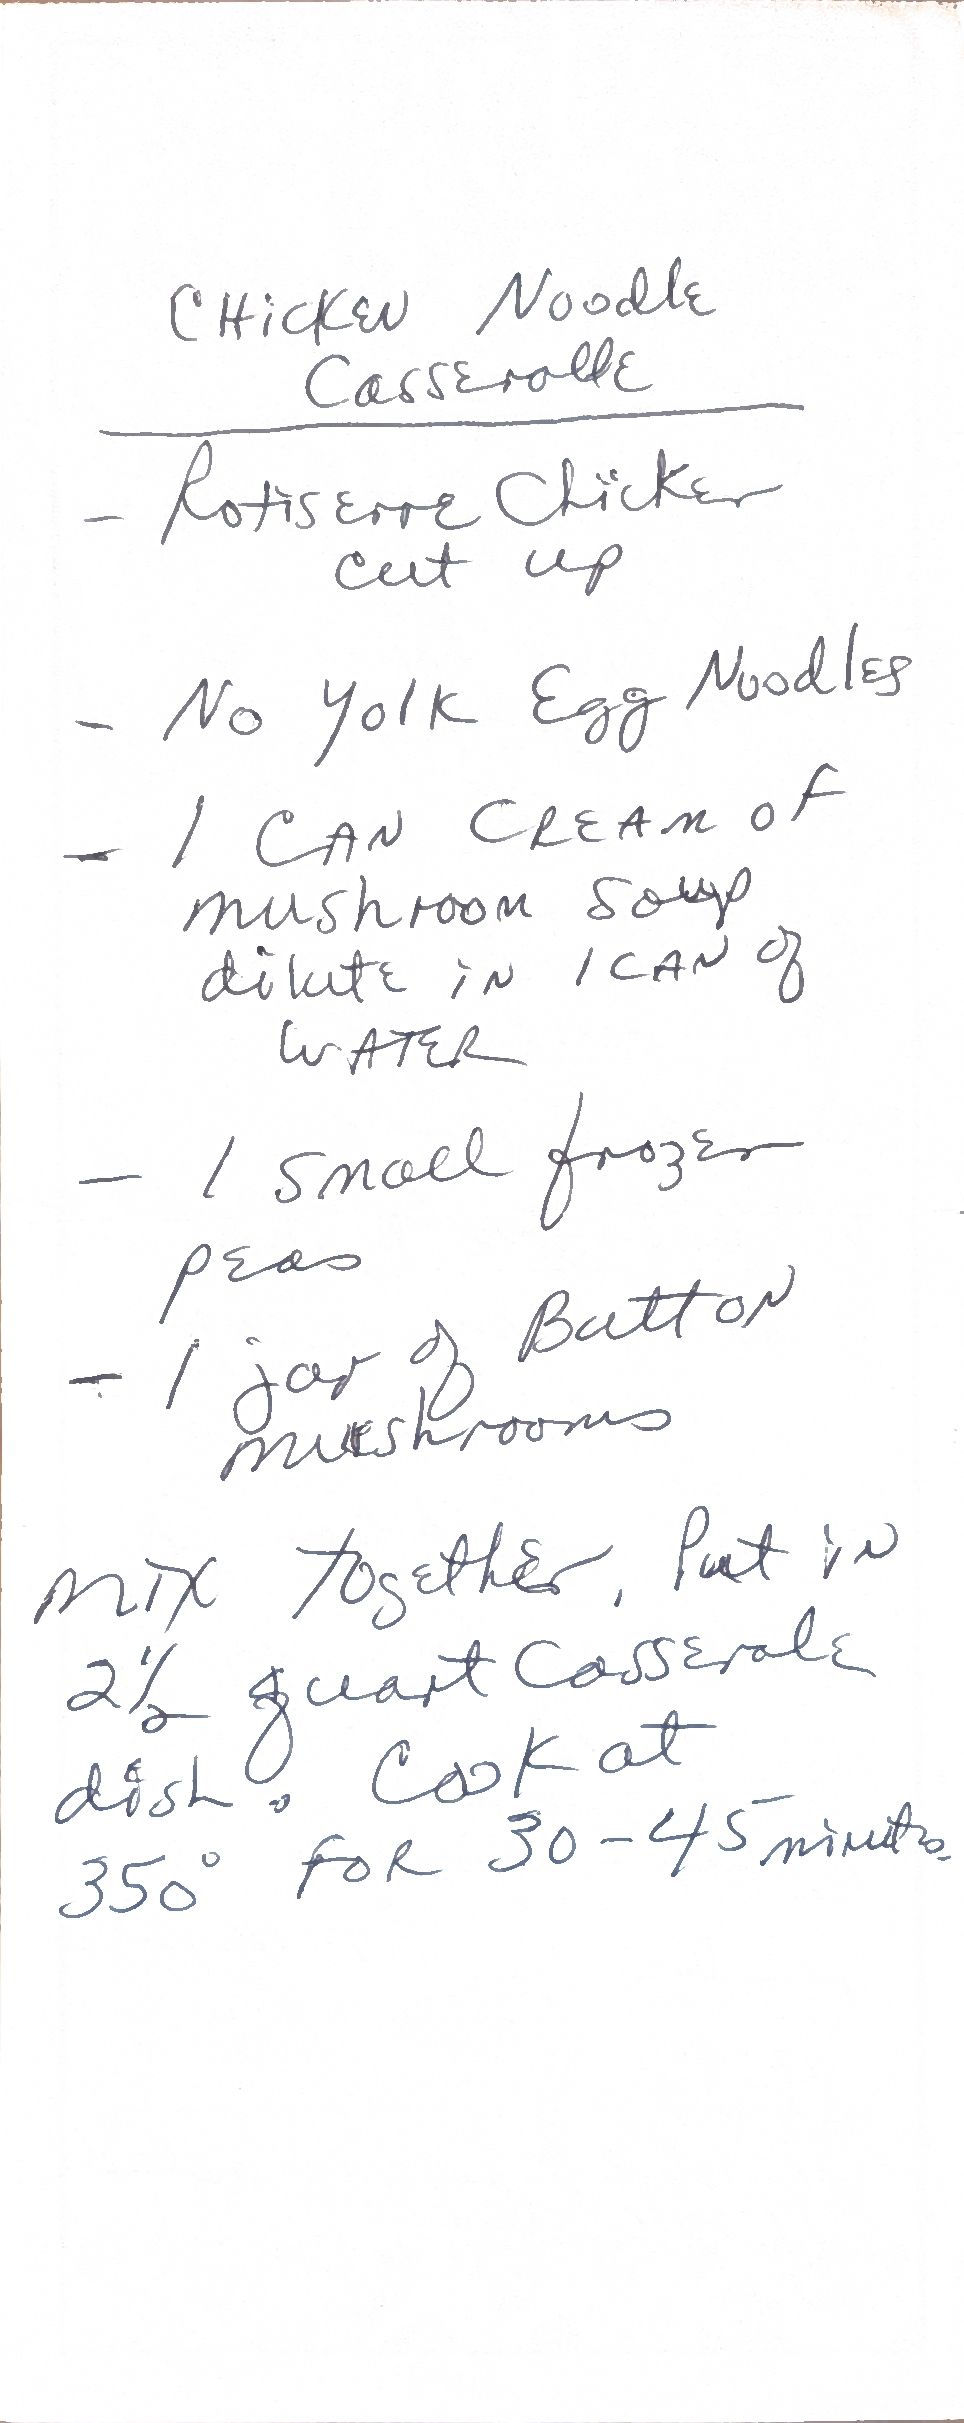 CHicKEN NoodlE
CassErollE
- RotisErrE Chicken
cut up
- No YolK Egg NoodlEs
- 1 CAN CREAm oF
mushroom Soup
dilutE iN 1 CAN of
WATER
- 1 Small frozEn
pEas
- 1 jar of ButtoN
mushrooms
MIX TogEthEr, Put iN
2 1/2 quart CassErolE
dish. CooK at
350° FoR 30-45 minutes.